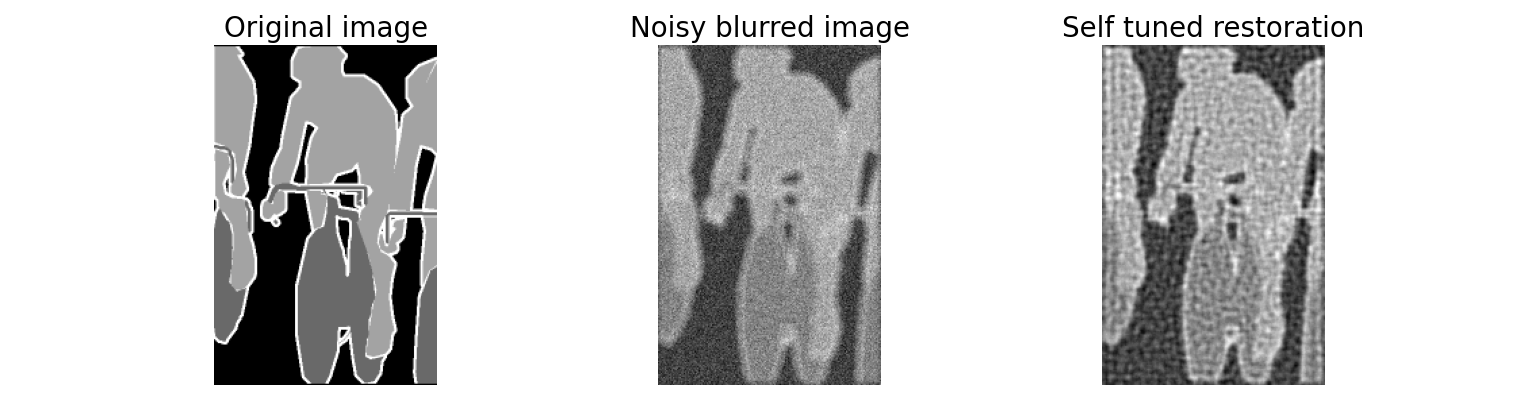 Original image
Noisy blurred image
Self tuned restoration